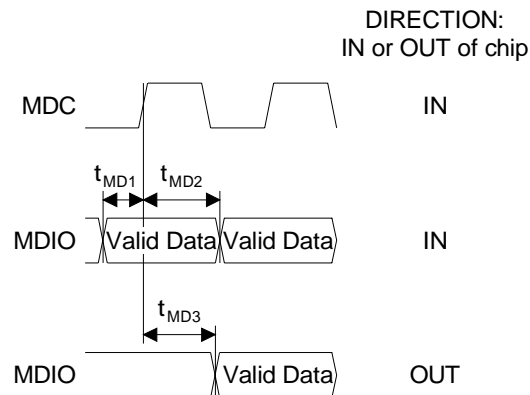 DIRECTION:
IN or OUT of chip
MDC IN
tMD1 tMD2
MDIO Valid Data Valid Data IN
tMD3
MDIO Valid Data OUT